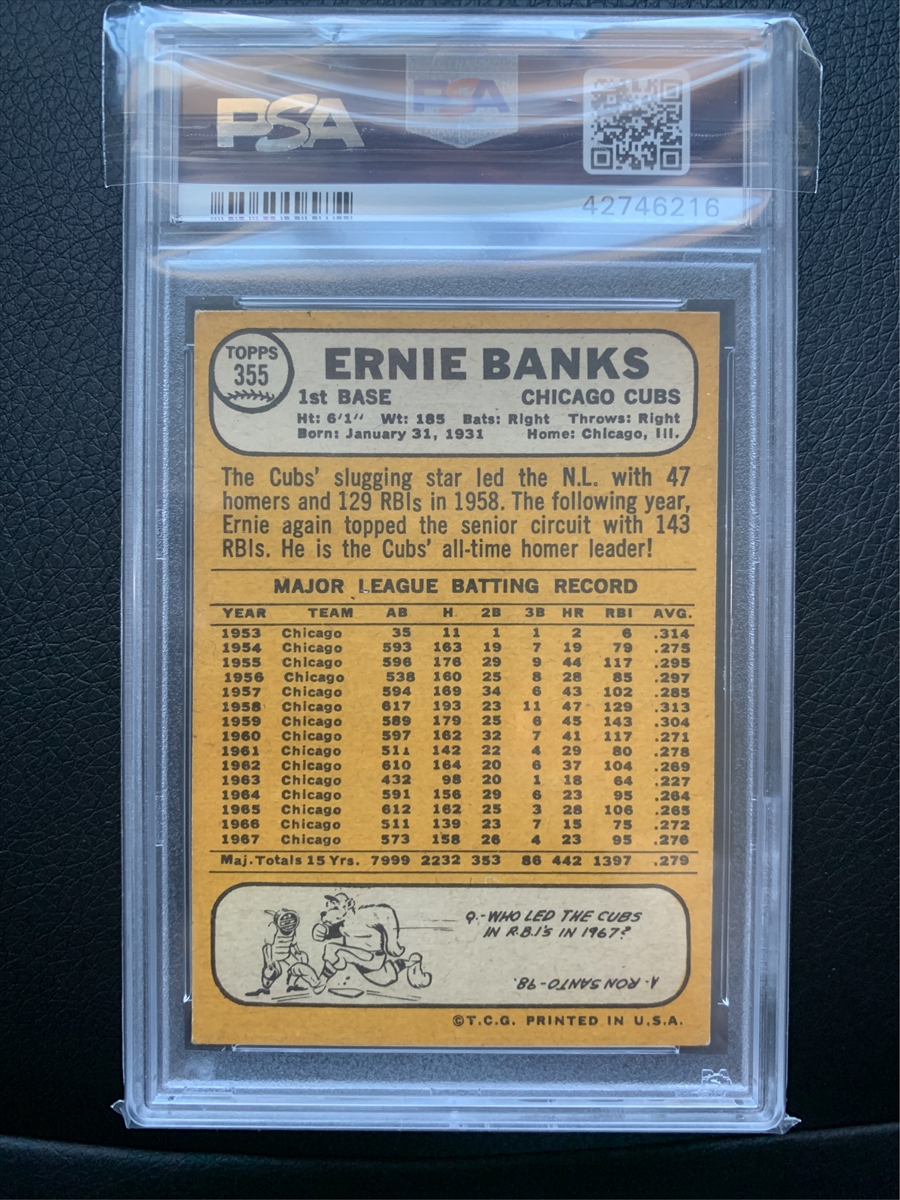 PSA
PSA
42746216
TOPPS
355
ERNIE BANKS
1st BASE CHICAGO CUBS
Ht: 6'1" Wt: 185 Bats: Right Throws: Right
Born: January 31, 1931 Home: Chicago, Ill.
The Cubs' slugging star led the N.L. with 47
homers and 129 RBIs in 1958. The following year,
Ernie again topped the senior circuit with 143
RBIs. He is the Cubs' all-time homer leader!
MAJOR LEAGUE BATTING RECORD
YEAR TEAM AB H. 2B 3B HR RBI AVG.
1953 Chicago 35 11 1 1 2 6 .314
1954 Chicago 593 163 19 7 19 79 .275
1955 Chicago 596 176 29 9 44 117 .295
1956 Chicago 538 160 25 8 28 85 .297
1957 Chicago 594 169 34 6 43 102 .285
1958 Chicago 617 193 23 11 47 129 .313
1959 Chicago 589 179 25 6 45 143 .304
1960 Chicago 597 162 32 7 41 117 .271
1961 Chicago 511 142 22 4 29 80 .278
1962 Chicago 610 164 20 6 37 104 .269
1963 Chicago 432 98 20 1 18 64 .227
1964 Chicago 591 156 29 6 23 95 .264
1965 Chicago 612 162 25 3 28 106 .265
1966 Chicago 511 139 23 7 15 75 .272
1967 Chicago 573 158 26 4 23 95 .276
Maj. Totals 15 Yrs. 7999 2232 353 86 442 1397 .279
Q.-WHO LED THE CUBS
IN R.B.I'S IN 1967?
A. RON SANTO-98.
©T.C.G. PRINTED IN U.S.A.